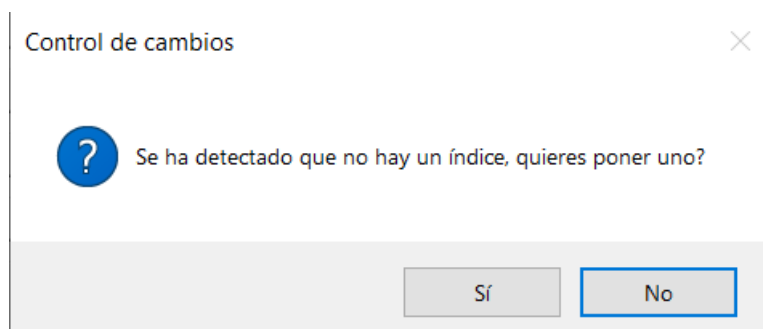 Control de cambios
Se ha detectado que no hay un índice, quieres poner uno?
Sí
No